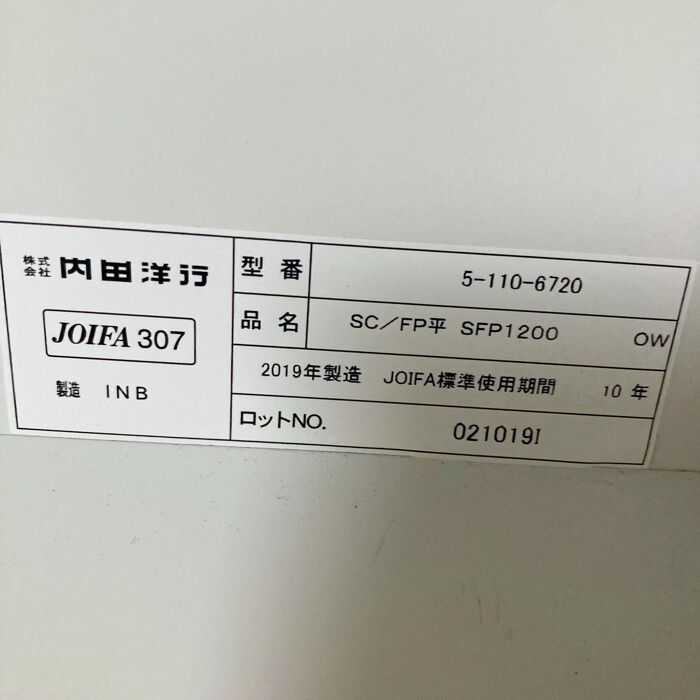 株式会社 内田洋行
JOIFA 307
製造 INB
型番 5-110-6720
品名 SC/FP平 SFP1200 OW
2019年製造 JOIFA標準使用期間 10年
ロットNO. 021019I